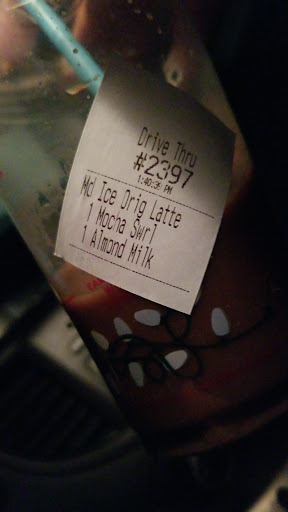 Drive Thru
#2397
1:40:36 PM
Md Ice Orig Latte
1 Mocha Swrl
1 Almond Milk